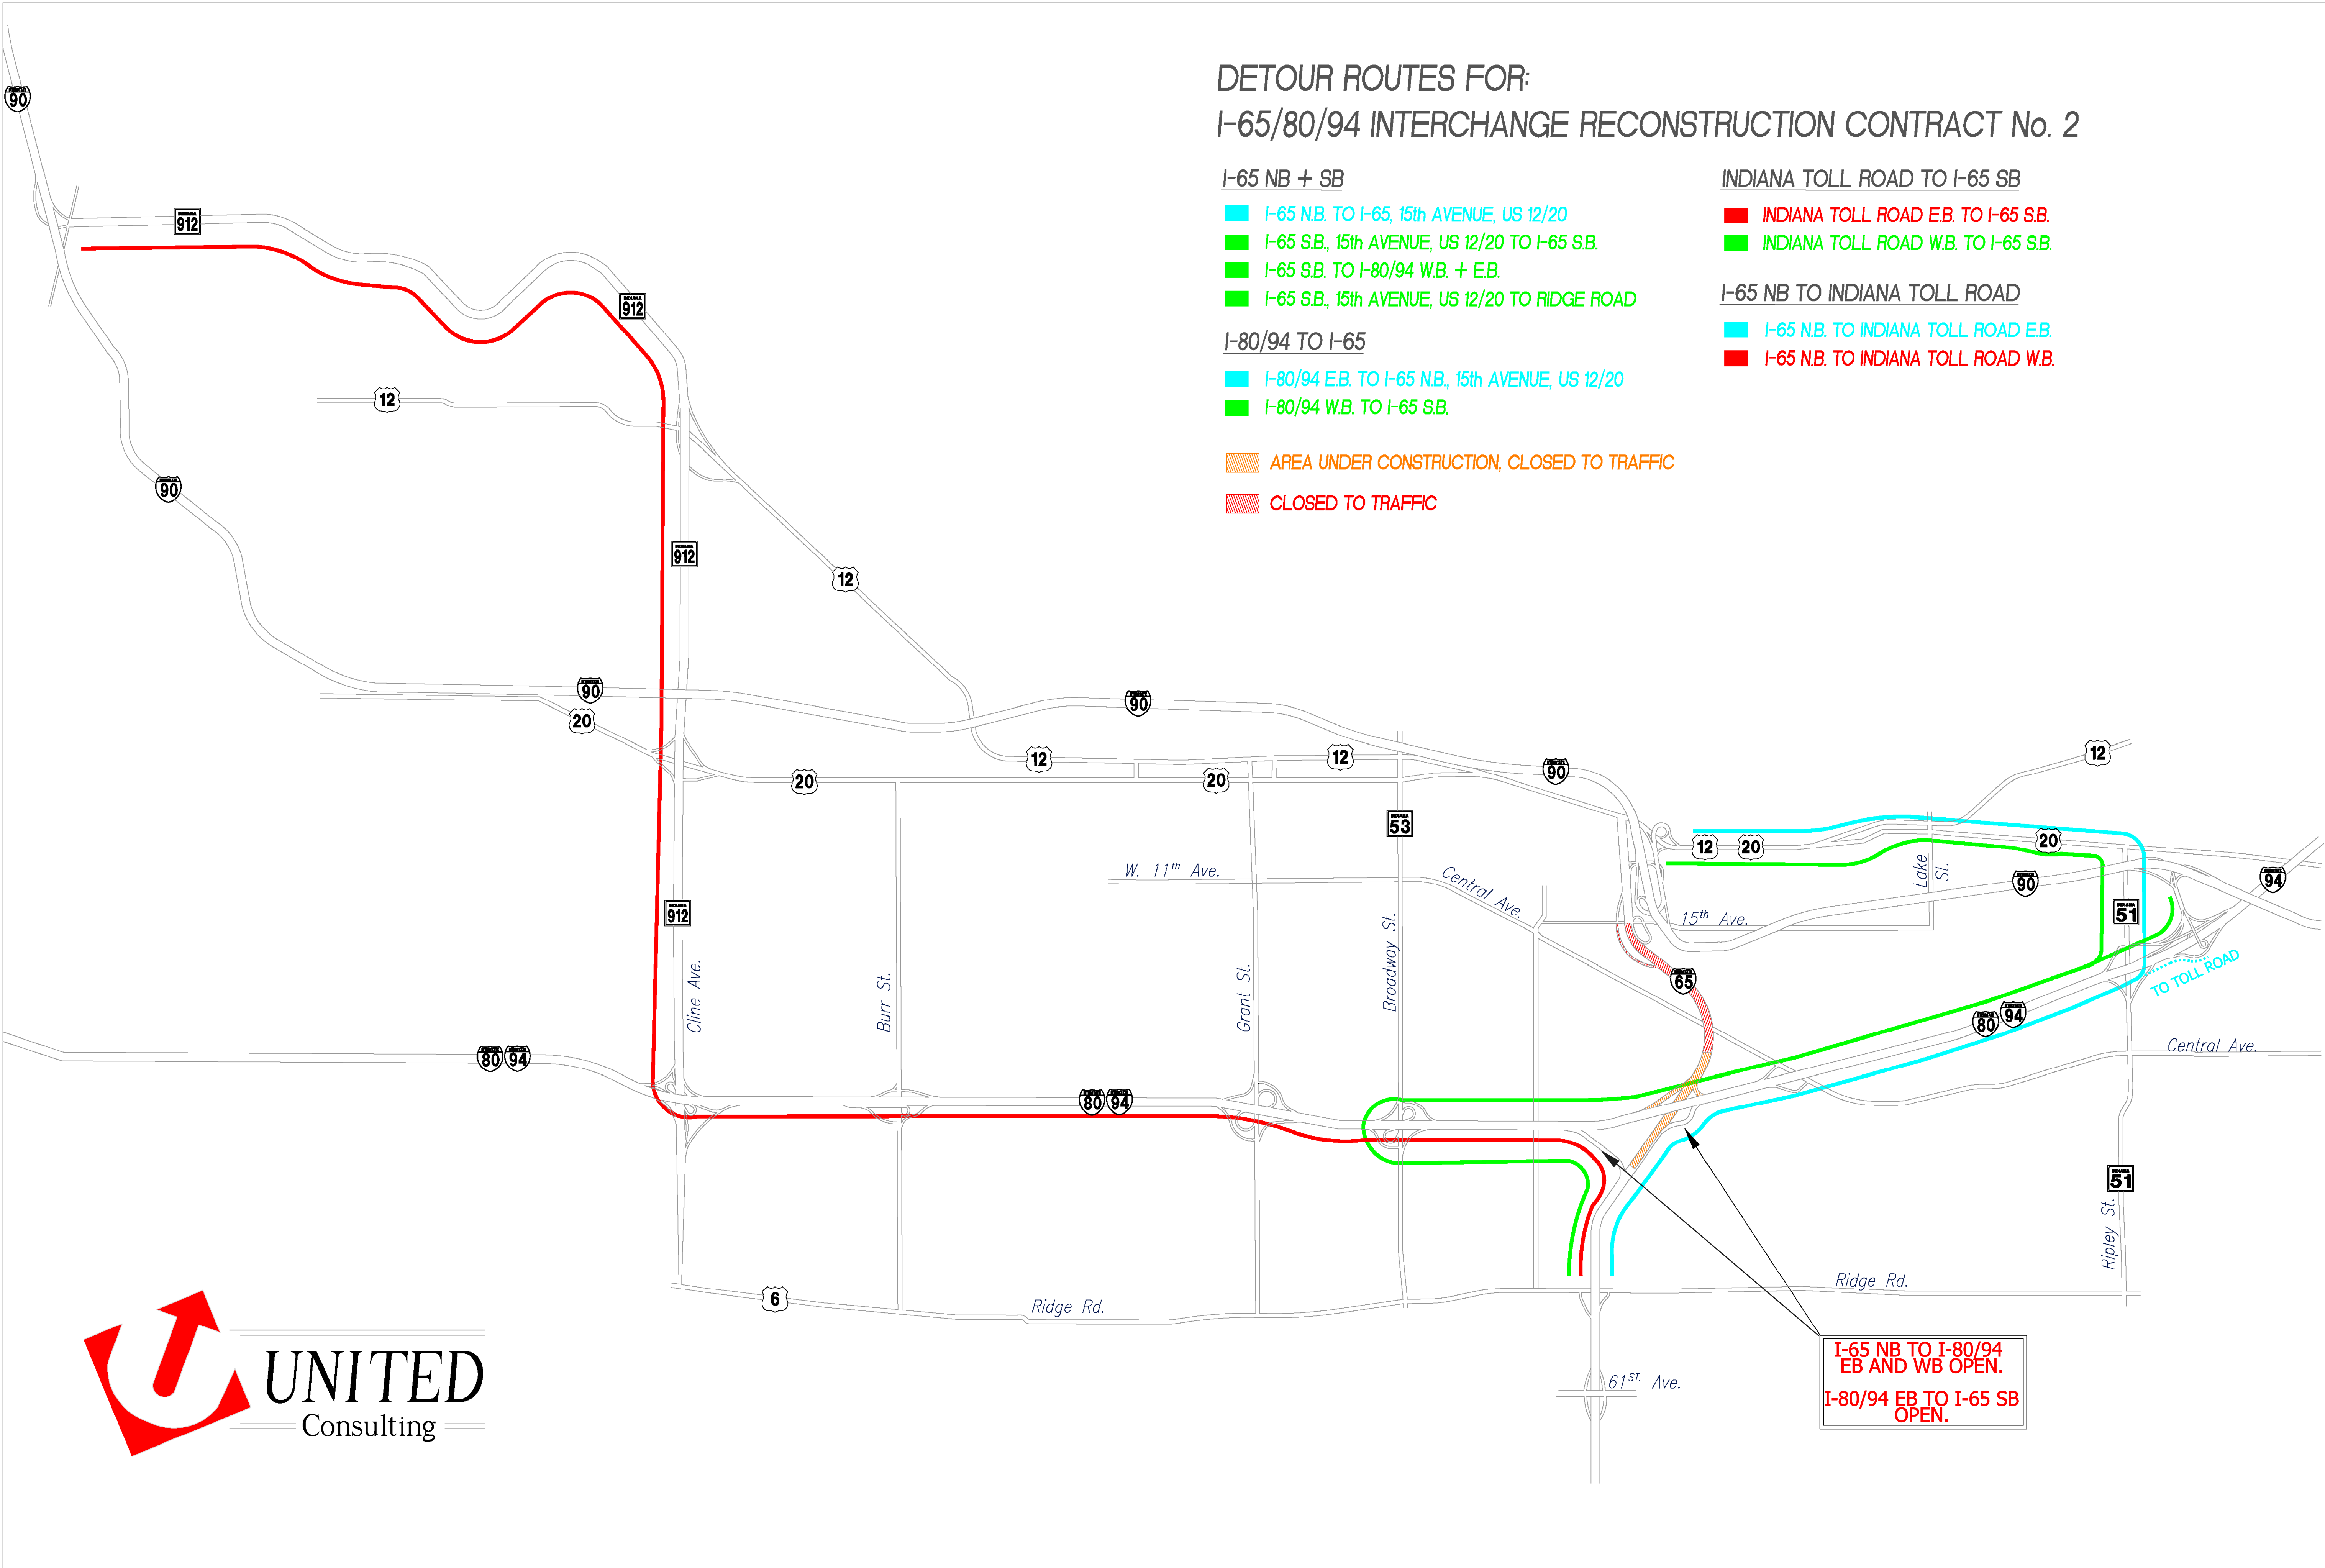 DETOUR ROUTES FOR:
I-65/80/94 INTERCHANGE RECONSTRUCTION CONTRACT No. 2
I-65 NB + SB
I-65 N.B. TO I-65, 15th AVENUE, US 12/20
I-65 S.B., 15th AVENUE, US 12/20 TO I-65 S.B.
I-65 S.B. TO I-80/94 W.B. + E.B.
I-65 S.B., 15th AVENUE, US 12/20 TO RIDGE ROAD
I-80/94 TO I-65
I-80/94 E.B. TO I-65 N.B., 15th AVENUE, US 12/20
I-80/94 W.B. TO I-65 S.B.
AREA UNDER CONSTRUCTION, CLOSED TO TRAFFIC
CLOSED TO TRAFFIC
INDIANA TOLL ROAD TO I-65 SB
INDIANA TOLL ROAD E.B. TO I-65 S.B.
INDIANA TOLL ROAD W.B. TO I-65 S.B.
I-65 NB TO INDIANA TOLL ROAD
I-65 N.B. TO INDIANA TOLL ROAD E.B.
I-65 N.B. TO INDIANA TOLL ROAD W.B.
90
INDIANA
912
INDIANA
912
12
90
INDIANA
912
12
90
20
90
12
12
90
12
20
20
INDIANA
53
12
20
20
Lake St.
90
94
W. 11th Ave.
Central Ave.
15th Ave.
INDIANA
912
INDIANA
51
Cline Ave.
Burr St.
Grant St.
Broadway St.
65
TO TOLL ROAD
80
94
80
94
Central Ave.
80
94
INDIANA
51
Ripley St.
6
Ridge Rd.
Ridge Rd.
61ST. Ave.
I-65 NB TO I-80/94
EB AND WB OPEN.
I-80/94 EB TO I-65 SB
OPEN.
UNITED
Consulting